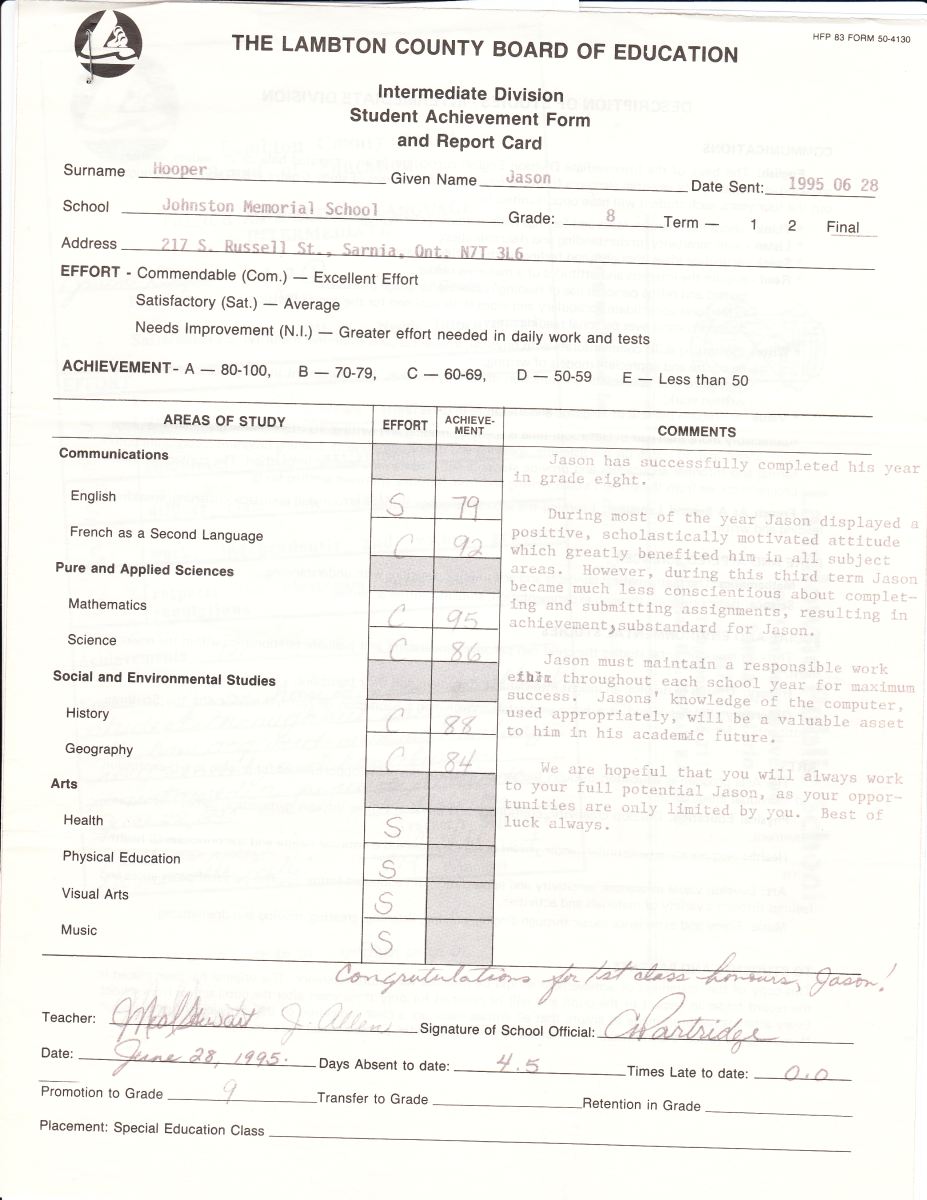 HFP 83 FORM 50-4130
THE LAMBTON COUNTY BOARD OF EDUCATION
Intermediate Division
Student Achievement Form
and Report Card
Surname Hooper Given Name Jason Date Sent: 1995 06 28
School Johnston Memorial School Grade: 8 Term — 1 2 Final
Address 217 S. Russell St., Sarnia, Ont. N7T 3L6
EFFORT - Commendable (Com.) — Excellent Effort
Satisfactory (Sat.) — Average
Needs Improvement (N.I.) — Greater effort needed in daily work and tests
ACHIEVEMENT- A — 80-100, B — 70-79, C — 60-69, D — 50-59 E — Less than 50
AREAS OF STUDY EFFORT ACHIEVE-
MENT
Communications
English S 79
French as a Second Language C 92
Pure and Applied Sciences
Mathematics C 95
Science C 86
Social and Environmental Studies
History C 88
Geography C 84
Arts
Health S
Physical Education S
Visual Arts S
Music S
COMMENTS
Jason has successfully completed his year
in grade eight.
During most of the year Jason displayed a
positive, scholastically motivated attitude
which greatly benefited him in all subject
areas. However, during this third term Jason
became much less conscientious about complet-
ing and submitting assignments, resulting in
achievement, substandard for Jason.
Jason must maintain a responsible work
throughout each school year for maximum
success. Jasons' knowledge of the computer,
used appropriately, will be a valuable asset
to him in his academic future.
We are hopeful that you will always work
to your full potential Jason, as your oppor-
tunities are only limited by you. Best of
luck always.
Congratulations for 1st class honours, Jason!
Teacher: Stewart J. Allen Signature of School Official: Partridge
Date: June 28, 1995. Days Absent to date: 4.5 Times Late to date: 0.0
Promotion to Grade 9 Transfer to Grade Retention in Grade
Placement: Special Education Class